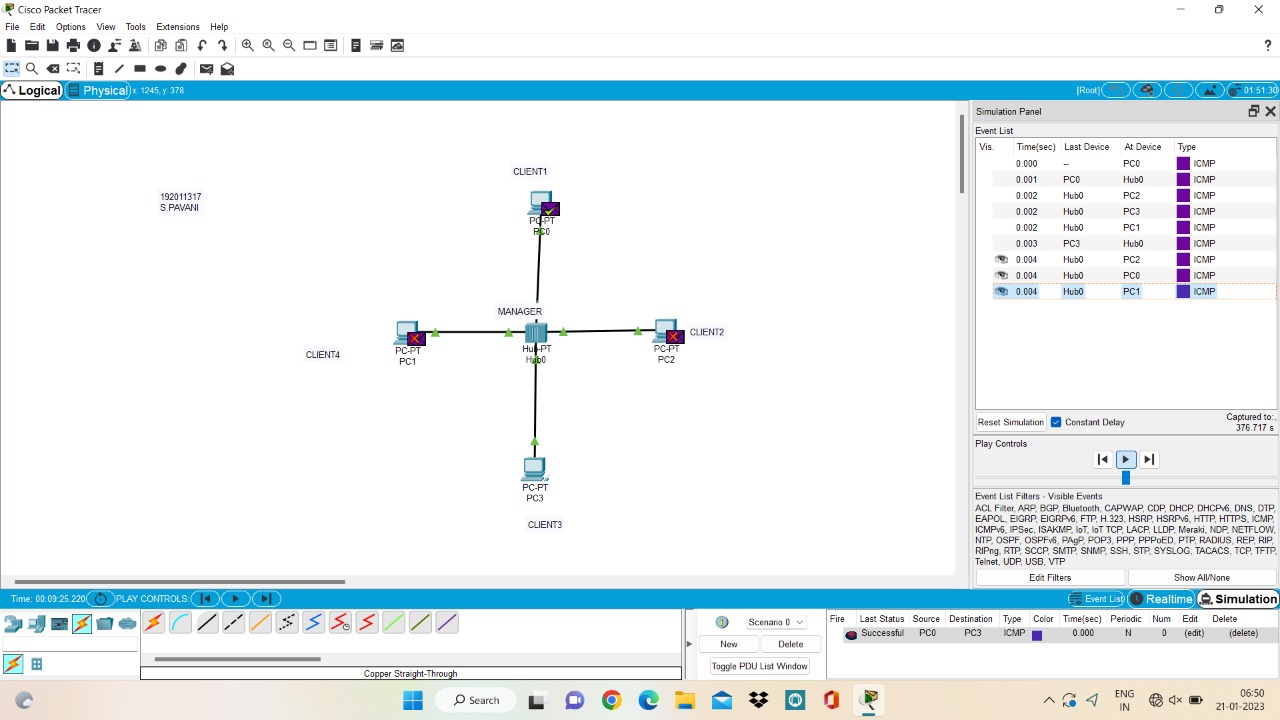 Cisco Packet Tracer
File Edit Options View Tools Extensions Help
?
Logical Physical x: 1245, y: 378 [Root] 01:51:30
CLIENT1
192011317
S.PAVANI
PC-PT
PC0
MANAGER
Hub-PT
Hub0
PC-PT
PC1
CLIENT4
PC-PT
PC2
CLIENT2
PC-PT
PC3
CLIENT3
Simulation Panel
Event List
Vis. Time(sec) Last Device At Device Type
0.000 -- PC0 ICMP
0.001 PC0 Hub0 ICMP
0.002 Hub0 PC2 ICMP
0.002 Hub0 PC3 ICMP
0.002 Hub0 PC1 ICMP
0.003 PC3 Hub0 ICMP
0.004 Hub0 PC2 ICMP
0.004 Hub0 PC0 ICMP
0.004 Hub0 PC1 ICMP
Reset Simulation Constant Delay Captured to:
376.717 s
Play Controls
Event List Filters - Visible Events
ACL Filter, ARP, BGP, Bluetooth, CAPWAP, CDP, DHCP, DHCPv6, DNS, DTP,
EAPOL, EIGRP, EIGRPv6, FTP, H.323, HSRP, HSRPv6, HTTP, HTTPS, ICMP,
ICMPv6, IPSec, ISAKMP, IoT, IoT TCP, LACP, LLDP, Meraki, NDP, NETFLOW,
NTP, OSPF, OSPFv6, PAgP, POP3, PPP, PPPoED, PTP, RADIUS, REP, RIP,
RIPng, RTP, SCCP, SMTP, SNMP, SSH, STP, SYSLOG, TACACS, TCP, TFTP,
Telnet, UDP, USB, VTP
Edit Filters Show All/None
Time: 00:09:25.220 PLAY CONTROLS: Event List Realtime Simulation
Copper Straight-Through
Scenario 0
New Delete
Toggle PDU List Window
Fire Last Status Source Destination Type Color Time(sec) Periodic Num Edit Delete
Successful PC0 PC3 ICMP 0.000 N 0 (edit) (delete)
Search
ENG
IN
06:50
21-01-2023